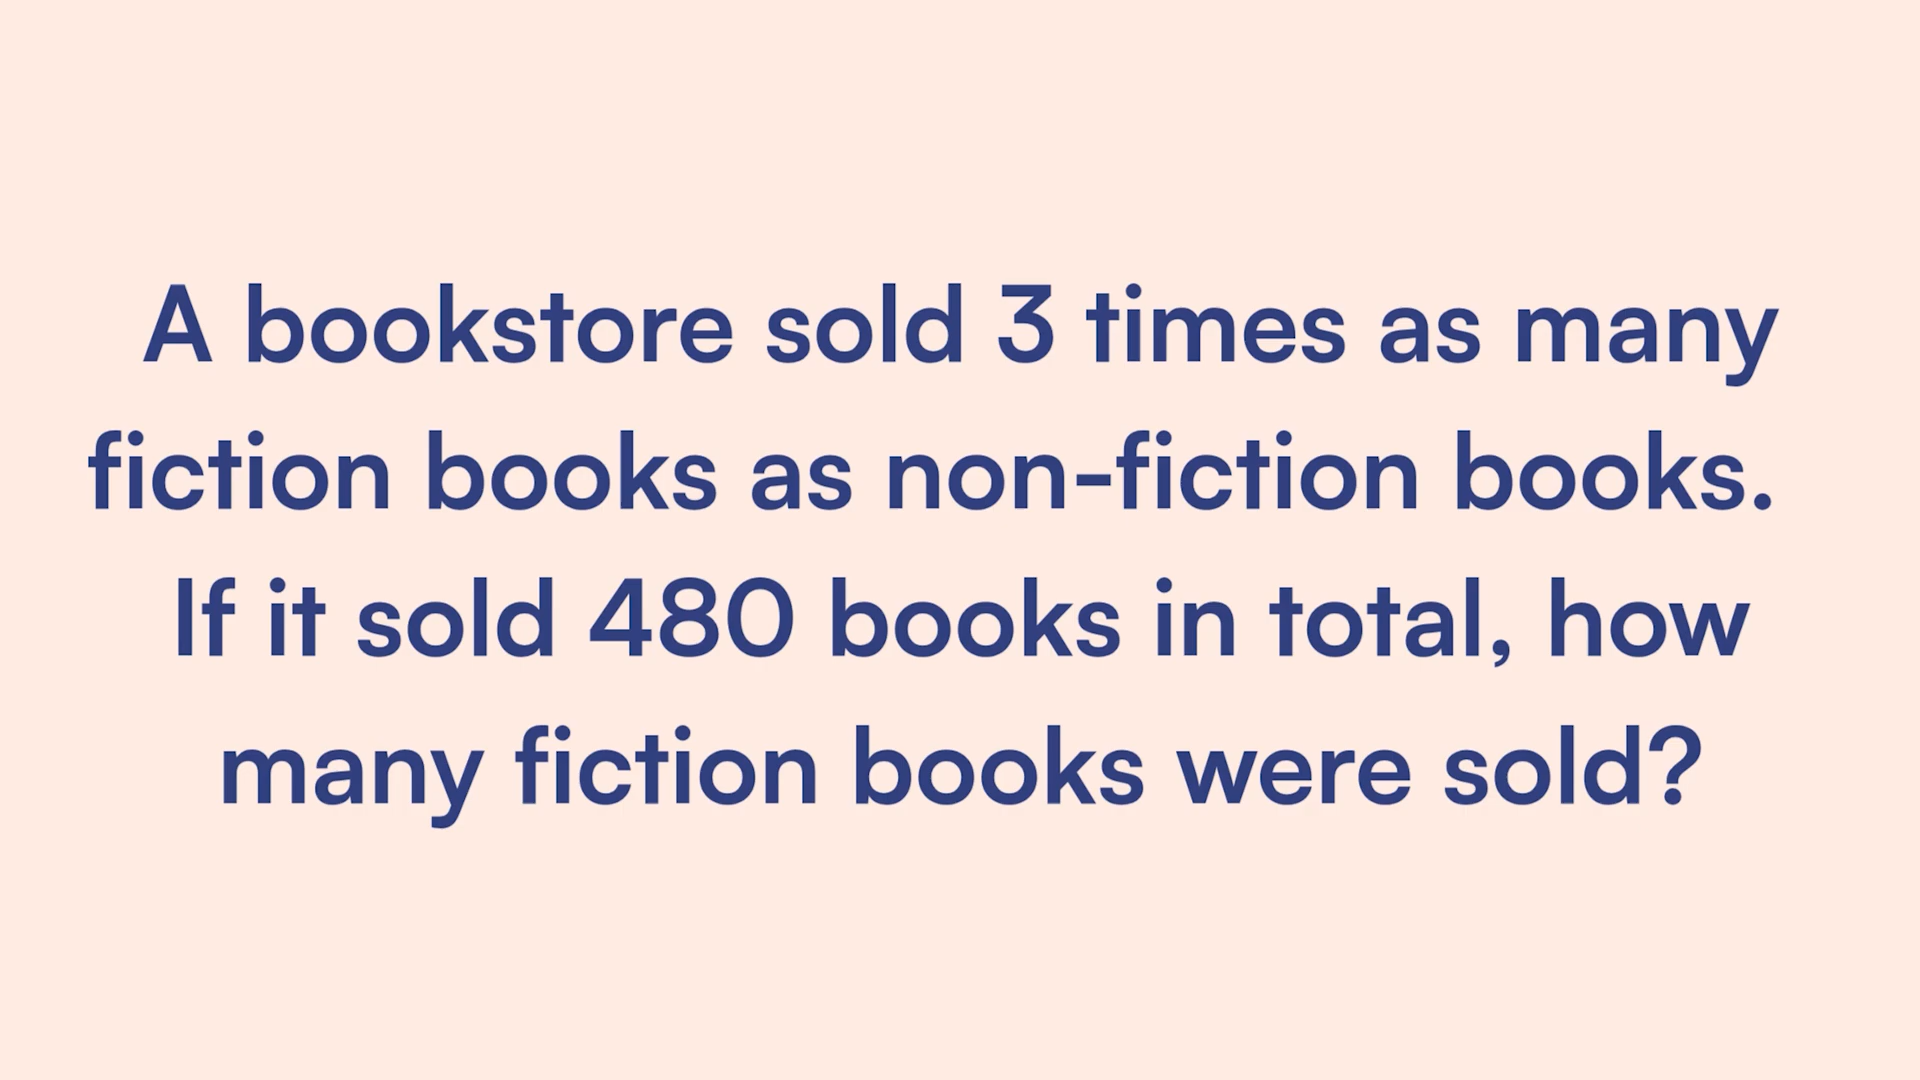 A bookstore sold 3 times as many
fiction books as non-fiction books.
If it sold 480 books in total, how
many fiction books were sold?